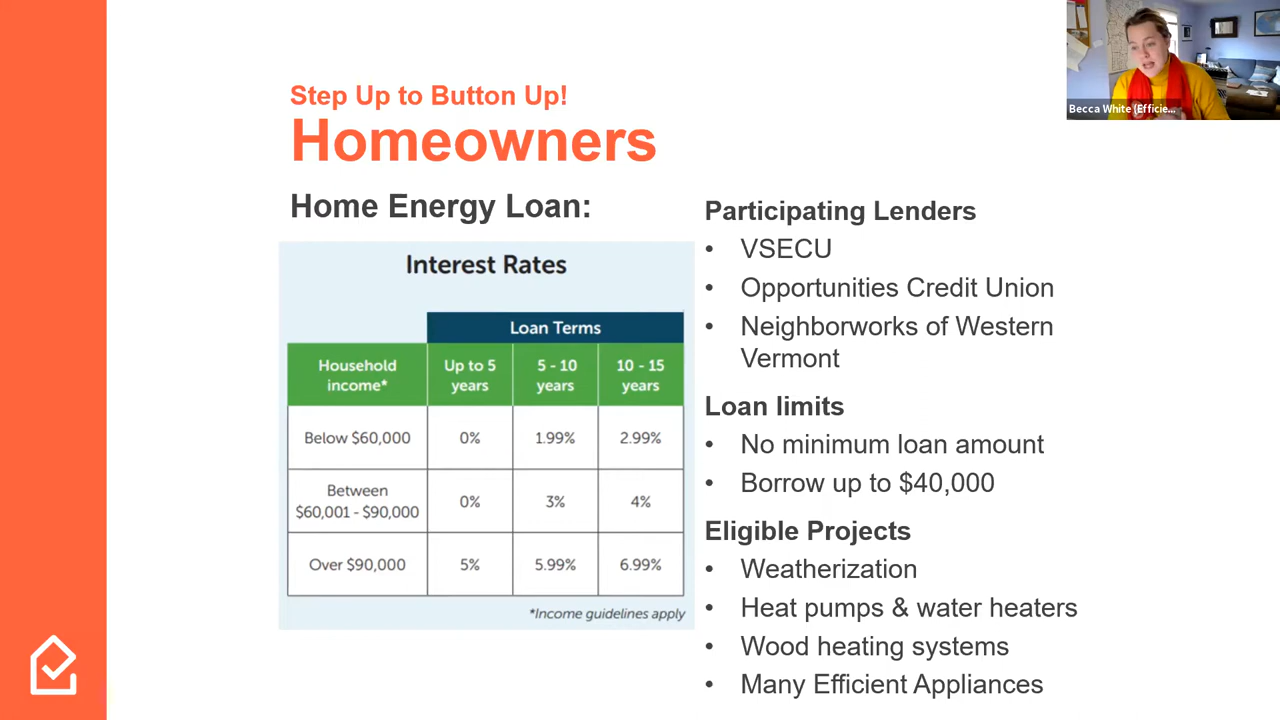 Step Up to Button Up!
Homeowners
Home Energy Loan:
Interest Rates
Loan Terms
Household income*
Up to 5 years
5 - 10 years
10 - 15 years
Below $60,000
0%
1.99%
2.99%
Between $60,001 - $90,000
0%
3%
4%
Over $90,000
5%
5.99%
6.99%
*Income guidelines apply
Participating Lenders
• VSECU
• Opportunities Credit Union
• Neighborworks of Western
Vermont
Loan limits
• No minimum loan amount
• Borrow up to $40,000
Eligible Projects
• Weatherization
• Heat pumps & water heaters
• Wood heating systems
• Many Efficient Appliances
Becca White (Efficie...